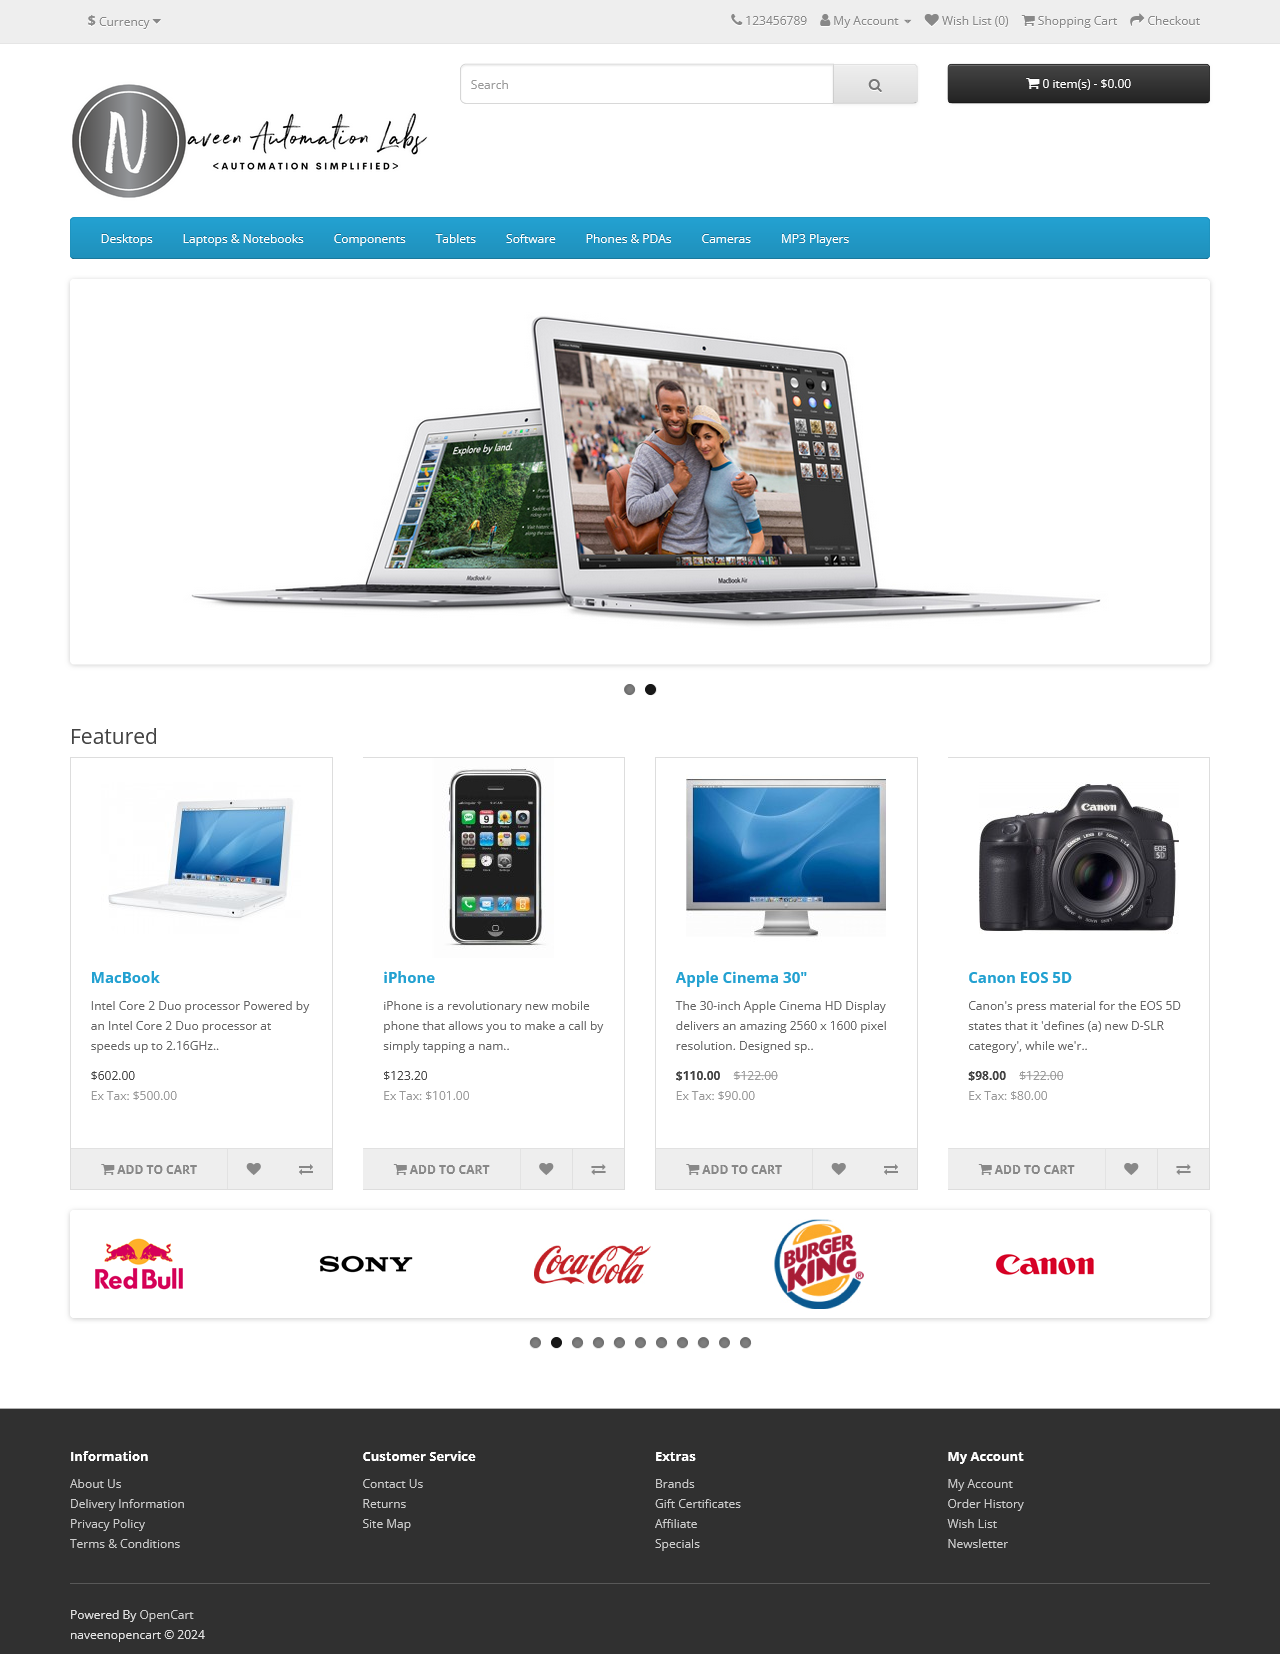 $ Currency
123456789 My Account Wish List (0) Shopping Cart Checkout
Search
0 item(s) - $0.00
N aveen Automation Labs
<AUTOMATION SIMPLIFIED>
Desktops Laptops & Notebooks Components Tablets Software Phones & PDAs Cameras MP3 Players
Explore by land.
MacBook Air
MacBook Air
Featured
Canon
EOS 5D
MacBook
Intel Core 2 Duo processor Powered by
an Intel Core 2 Duo processor at
speeds up to 2.16GHz..
$602.00
Ex Tax: $500.00
ADD TO CART
iPhone
iPhone is a revolutionary new mobile
phone that allows you to make a call by
simply tapping a nam..
$123.20
Ex Tax: $101.00
ADD TO CART
Apple Cinema 30"
The 30-inch Apple Cinema HD Display
delivers an amazing 2560 x 1600 pixel
resolution. Designed sp..
$110.00 $122.00
Ex Tax: $90.00
ADD TO CART
Canon EOS 5D
Canon's press material for the EOS 5D
states that it 'defines (a) new D-SLR
category', while we'r..
$98.00 $122.00
Ex Tax: $80.00
ADD TO CART
Red Bull
SONY
Coca-Cola
BURGER KING
Canon
Information
About Us
Delivery Information
Privacy Policy
Terms & Conditions
Customer Service
Contact Us
Returns
Site Map
Extras
Brands
Gift Certificates
Affiliate
Specials
My Account
My Account
Order History
Wish List
Newsletter
Powered By OpenCart
naveenopencart © 2024